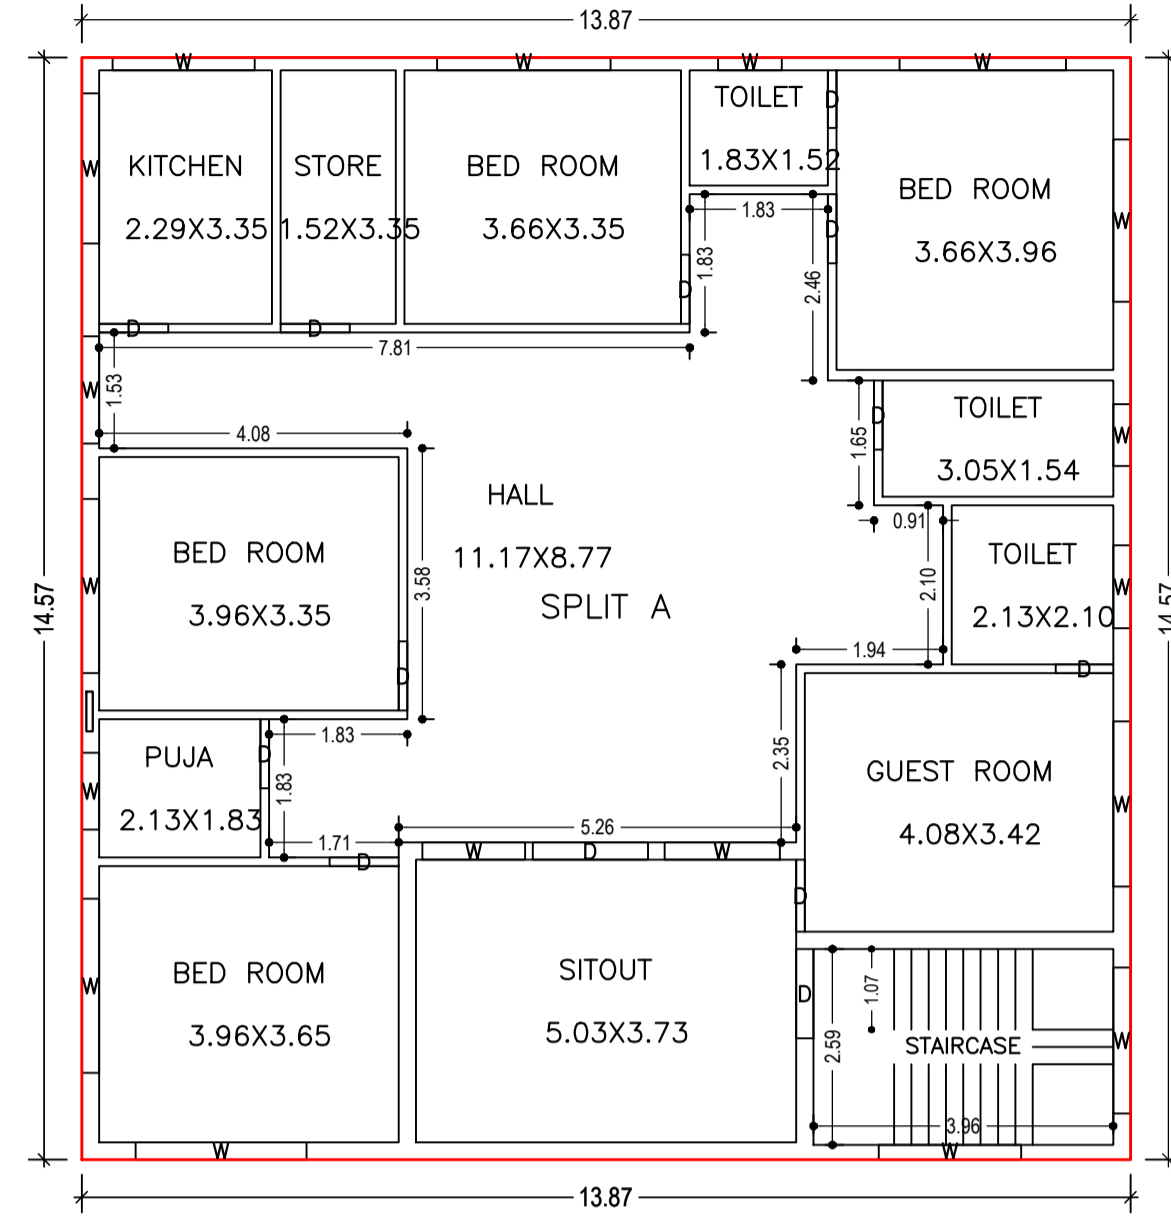 13.87
W W W W
TOILET
D
1.83X1.52
KITCHEN STORE BED ROOM
W
2.29X3.35 1.52X3.35 3.66X3.35
BED ROOM
3.66X3.96
W
1.83
D
1.83
2.46
D
D D
7.81
1.53
W
4.08
TOILET
3.05X1.54
D
W
1.65
HALL
11.17X8.77
SPLIT A
0.91
BED ROOM
3.96X3.35
W
3.58
D
TOILET
2.13X2.10
W
2.10
1.94
D
14.57
14.57
PUJA
2.13X1.83
W
D
1.83
1.83
1.71
D
2.35
5.26
W D W
GUEST ROOM
4.08X3.42
W
D
BED ROOM
3.96X3.65
W
SITOUT
5.03X3.73
D
1.07
2.59
STAIRCASE
W
3.96
W W
13.87